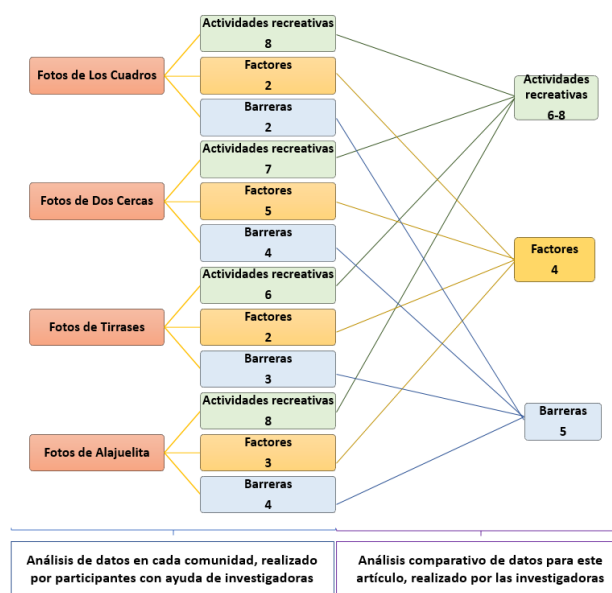 Fotos de Los Cuadros
Actividades recreativas
8
Factores
2
Barreras
2
Fotos de Dos Cercas
Actividades recreativas
7
Factores
5
Barreras
4
Fotos de Tirrases
Actividades recreativas
6
Factores
2
Barreras
3
Fotos de Alajuelita
Actividades recreativas
8
Factores
3
Barreras
4
Actividades
recreativas
6-8
Factores
4
Barreras
5
Análisis de datos en cada comunidad, realizado
por participantes con ayuda de investigadoras
Análisis comparativo de datos para este
artículo, realizado por las investigadoras